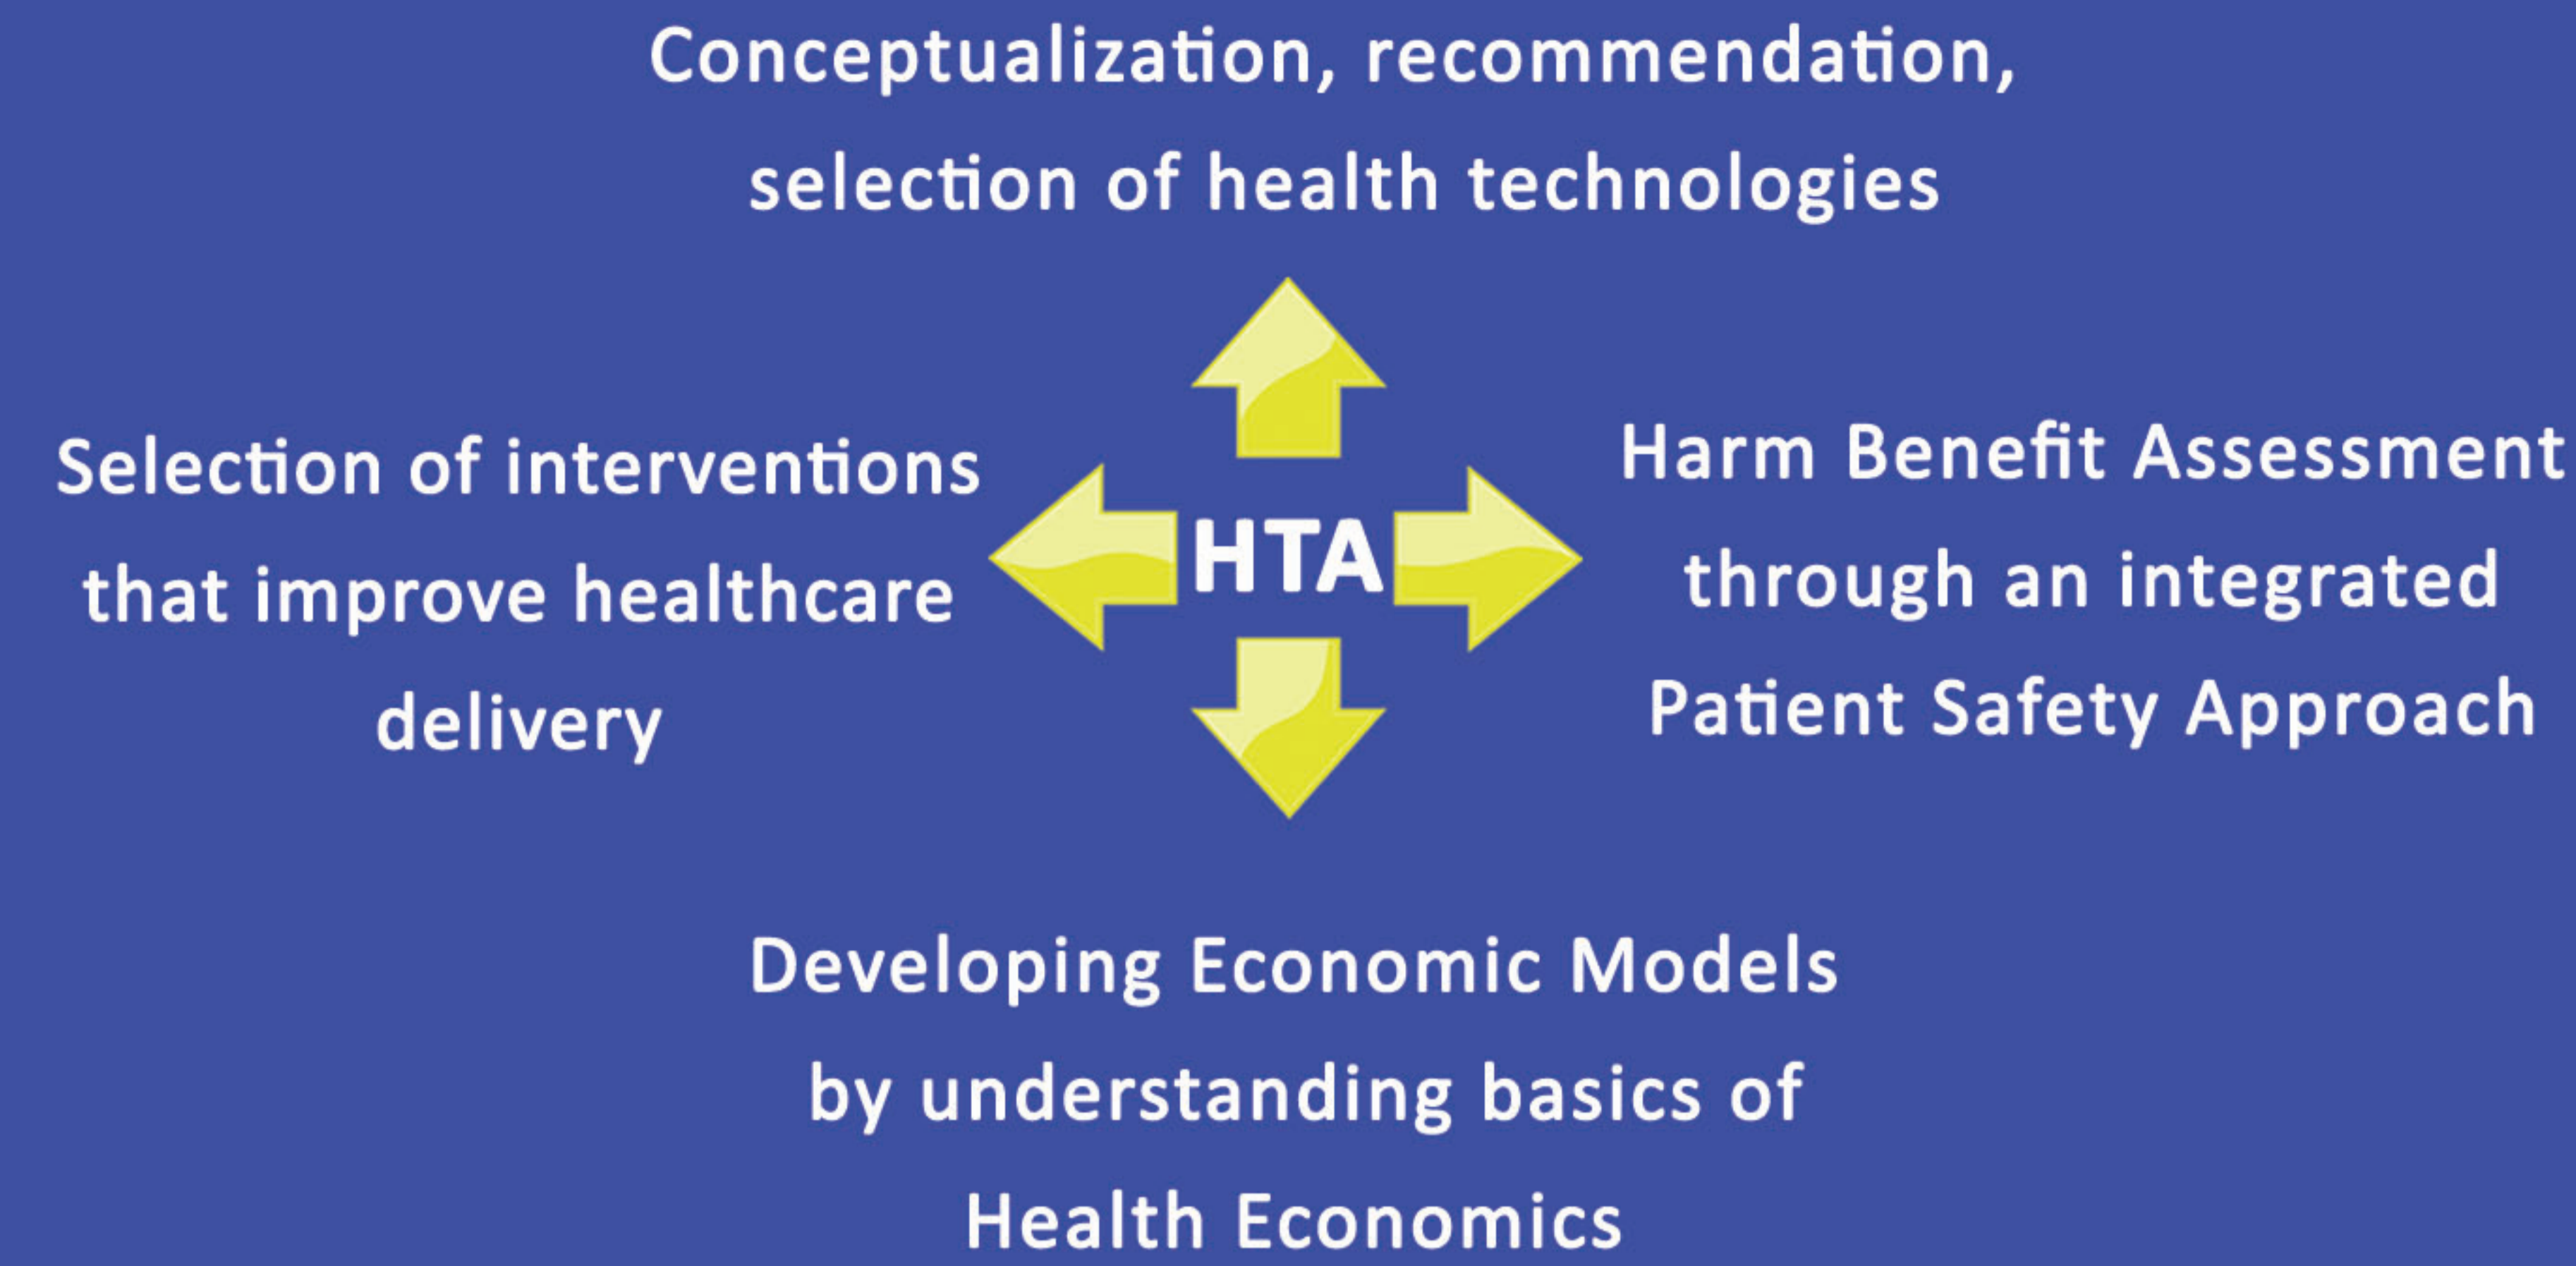 Conceptualization, recommendation,
selection of health technologies
Selection of interventions
that improve healthcare
delivery
HTA
Harm Benefit Assessment
through an integrated
Patient Safety Approach
Developing Economic Models
by understanding basics of
Health Economics